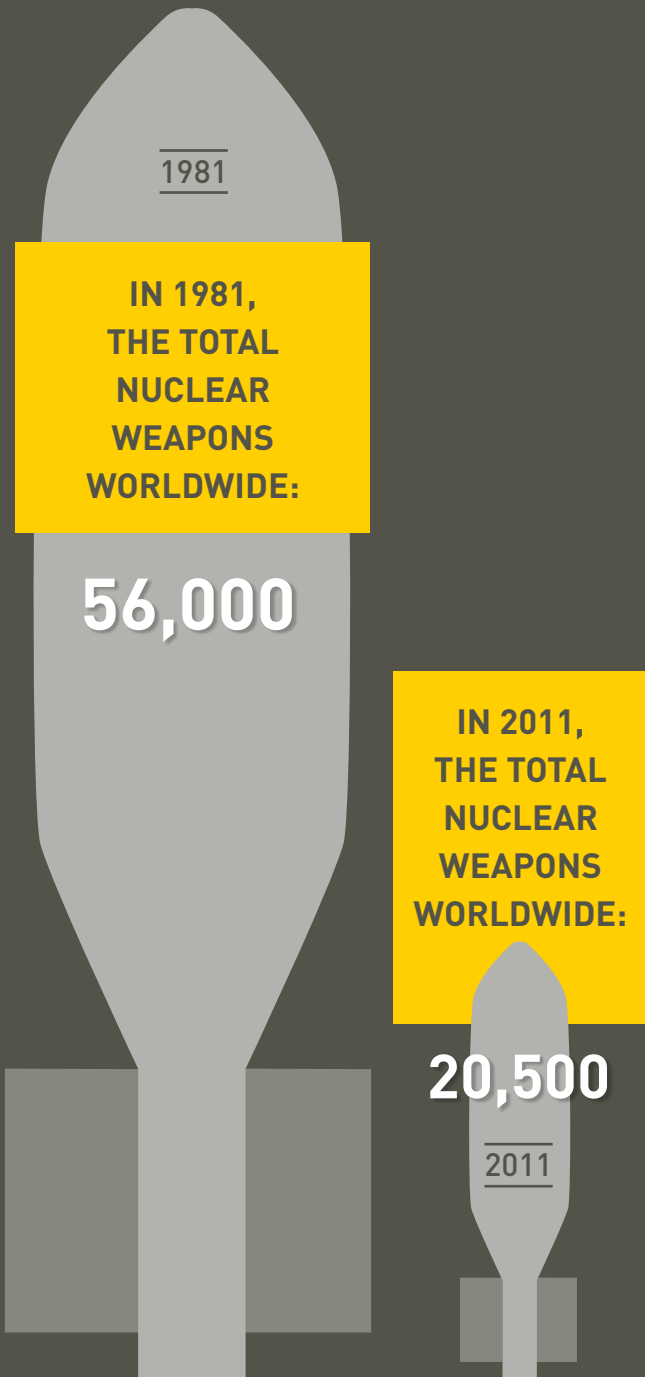 1981
IN 1981,
THE TOTAL
NUCLEAR
WEAPONS
WORLDWIDE:
56,000
IN 2011,
THE TOTAL
NUCLEAR
WEAPONS
WORLDWIDE:
20,500
2011